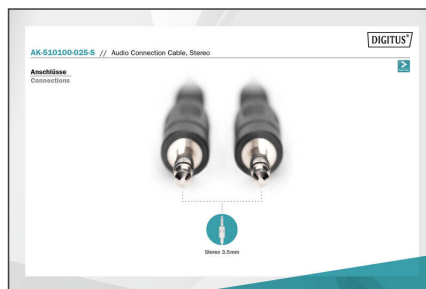 DIGITUS®
AK-510100-025-S // Audio Connection Cable, Stereo
Anschlüsse
Connections
Stereo 3.5mm